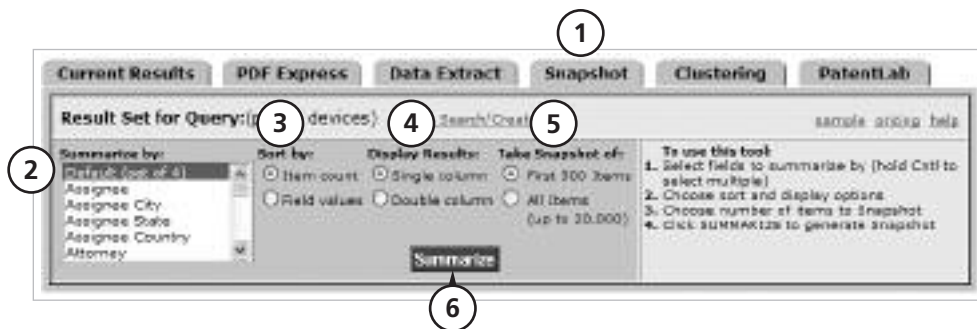 1
Current Results PDF Express Data Extract Snapshot Clustering PatentLab
Result Set for Query:(p devices) Search/Creat sample pricing help
3 4 5
2
Summarize by:
Default (set of 4)
Assignee
Assignee City
Assignee State
Assignee Country
Attorney
Sort by:
Item count
Field values
Display Results:
Single column
Double column
Take Snapshot of:
First 500 Items
All Items
(up to 20,000)
Summarize
6
To use this tool:
1. Select fields to summarize by (hold Cntl to
select multiple)
2. Choose sort and display options
3. Choose number of items to Snapshot
4. Click SUMMARIZE to generate Snapshot